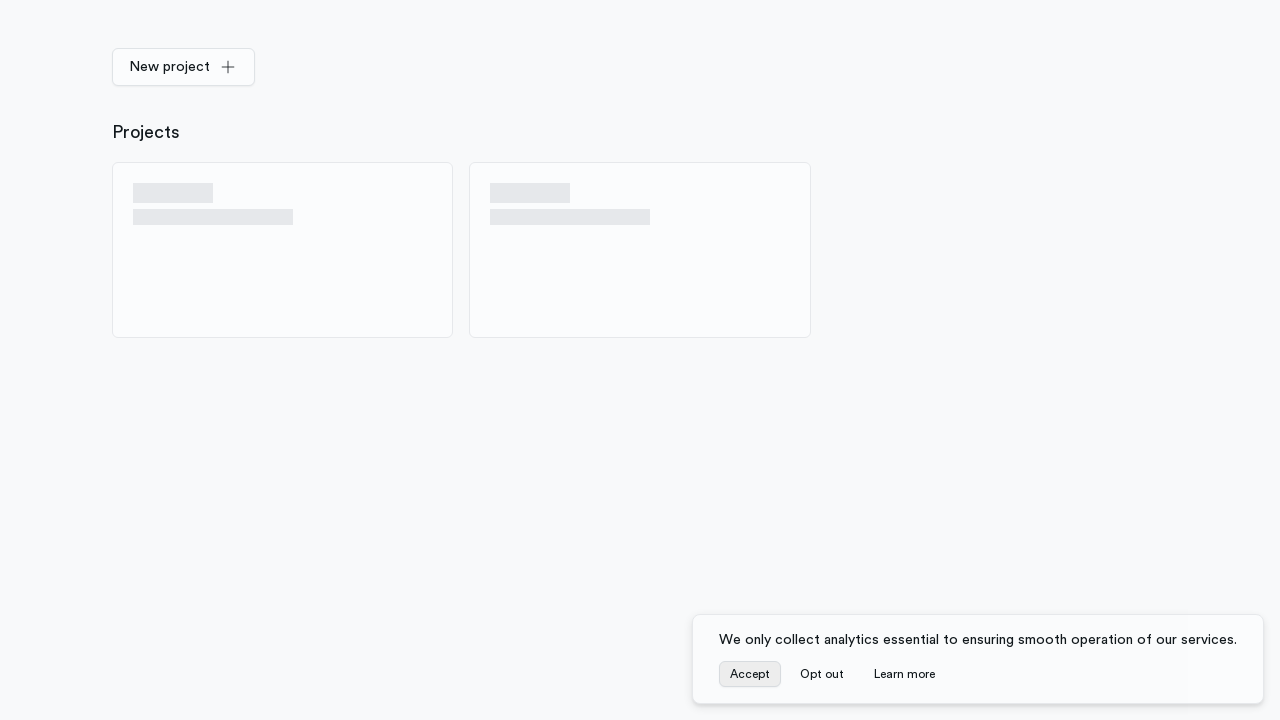 New project
Projects
We only collect analytics essential to ensuring smooth operation of our services.
Accept
Opt out
Learn more